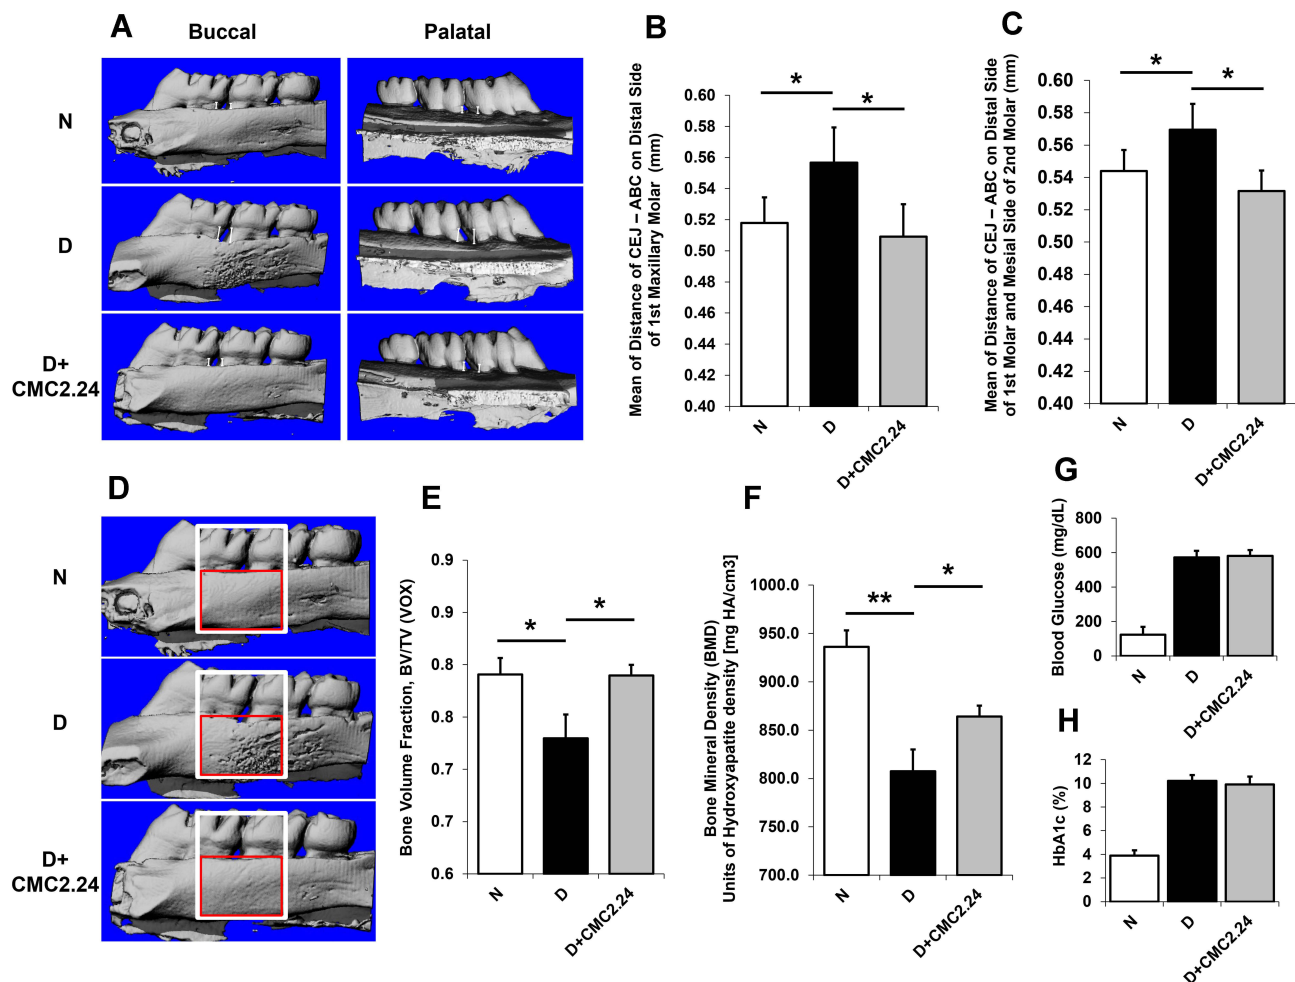 A
Buccal
Palatal
N
D
D+
CMC2.24
B
Mean of Distance of CEJ – ABC on Distal Side
of 1st Maxillary Molar (mm)
0.60
0.58
0.56
0.54
0.52
0.50
0.48
0.46
0.44
0.42
0.40
*
*
N
D
D+CMC2.24
C
Mean of Distance of CEJ – ABC on Distal Side
of 1st Molar and Mesial Side of 2nd Molar (mm)
0.60
0.58
0.56
0.54
0.52
0.50
0.48
0.46
0.44
0.42
0.40
*
*
N
D
D+CMC2.24
D
N
D
D+
CMC2.24
E
Bone Volume Fraction, BV/TV (VOX)
0.9
0.9
0.8
0.8
0.7
0.7
0.6
*
*
N
D
D+CMC2.24
F
Bone Mineral Density (BMD)
Units of Hydroxyapatite density [mg HA/cm3]
1000.0
950.0
900.0
850.0
800.0
750.0
700.0
**
*
N
D
D+CMC2.24
G
Blood Glucose (mg/dL)
800
600
400
200
0
N
D
D+CMC2.24
H
HbA1c (%)
12
10
8
6
4
2
0
N
D
D+CMC2.24